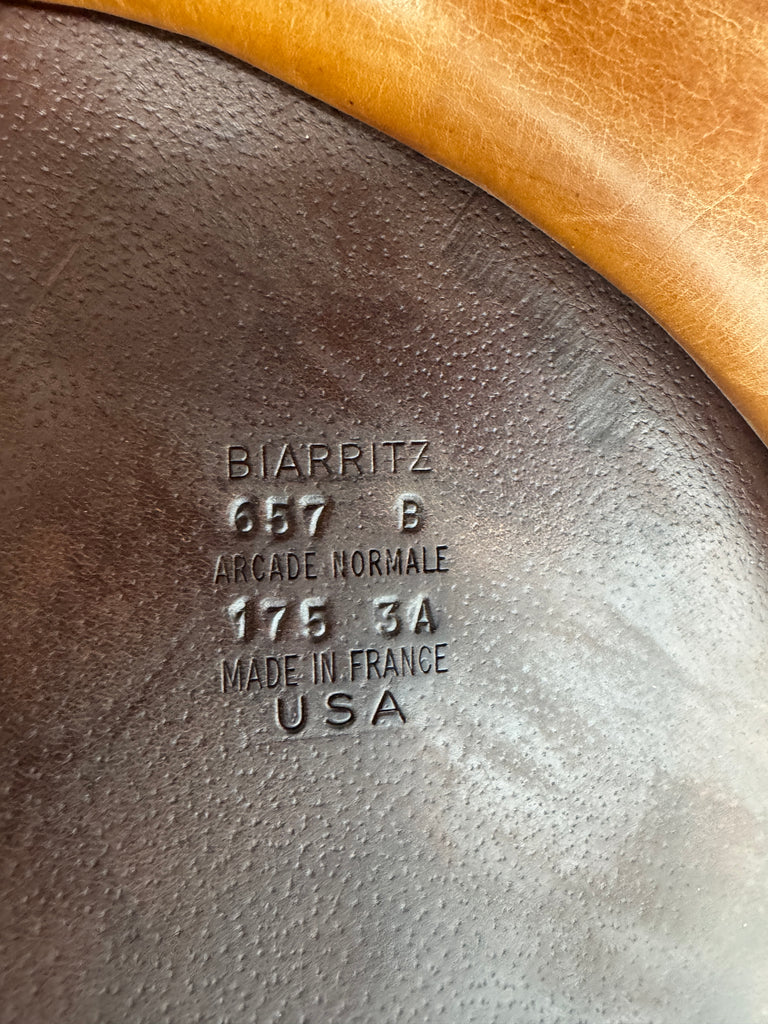 BIARRITZ
657 B
ARCADE NORMALE
175 3A
MADE IN FRANCE
USA